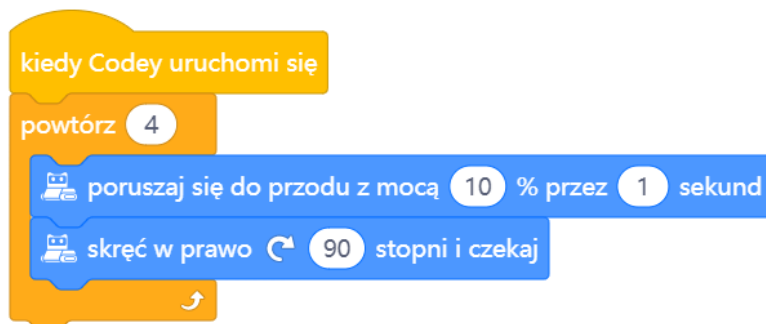 kiedy Codey uruchomi się
powtórz 4
poruszaj się do przodu z mocą 10 % przez 1 sekund
skręć w prawo 90 stopni i czekaj